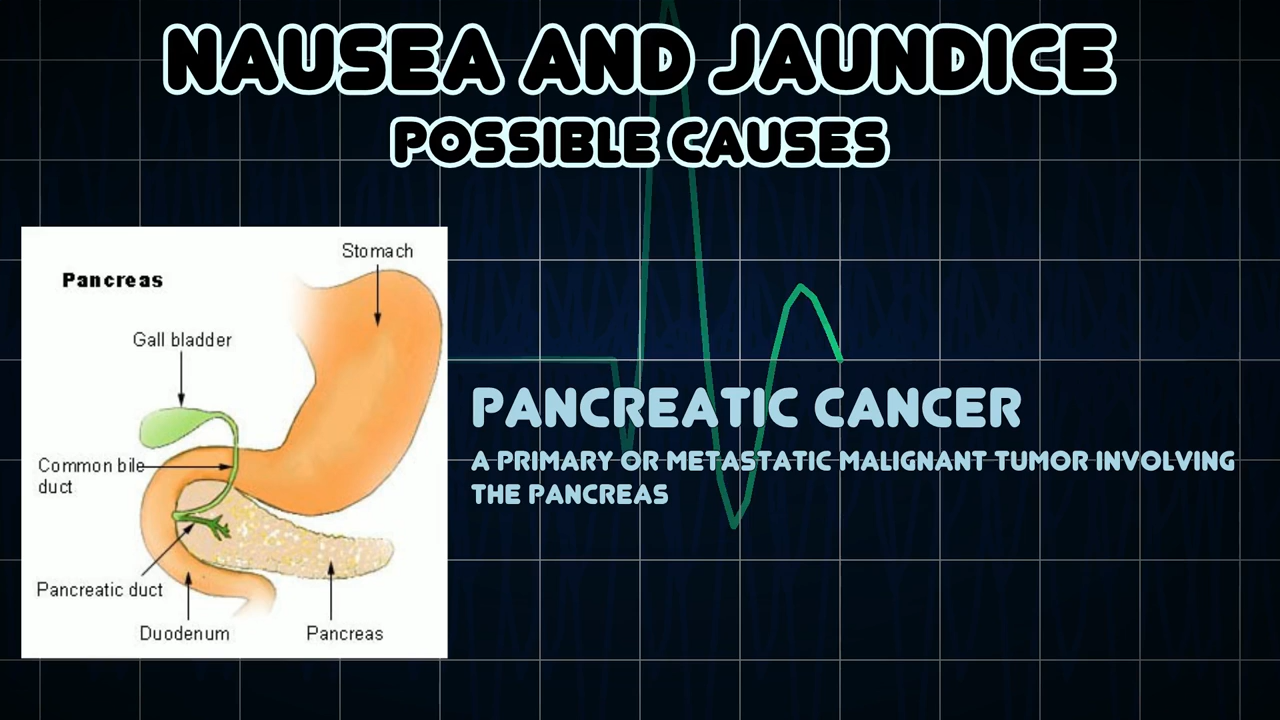 NAUSEA AND JAUNDICE
POSSIBLE CAUSES
Stomach
Pancreas
Gall bladder
Common bile
duct
Pancreatic duct
Duodenum
Pancreas
PANCREATIC CANCER
A PRIMARY OR METASTATIC MALIGNANT TUMOR INVOLVING
THE PANCREAS